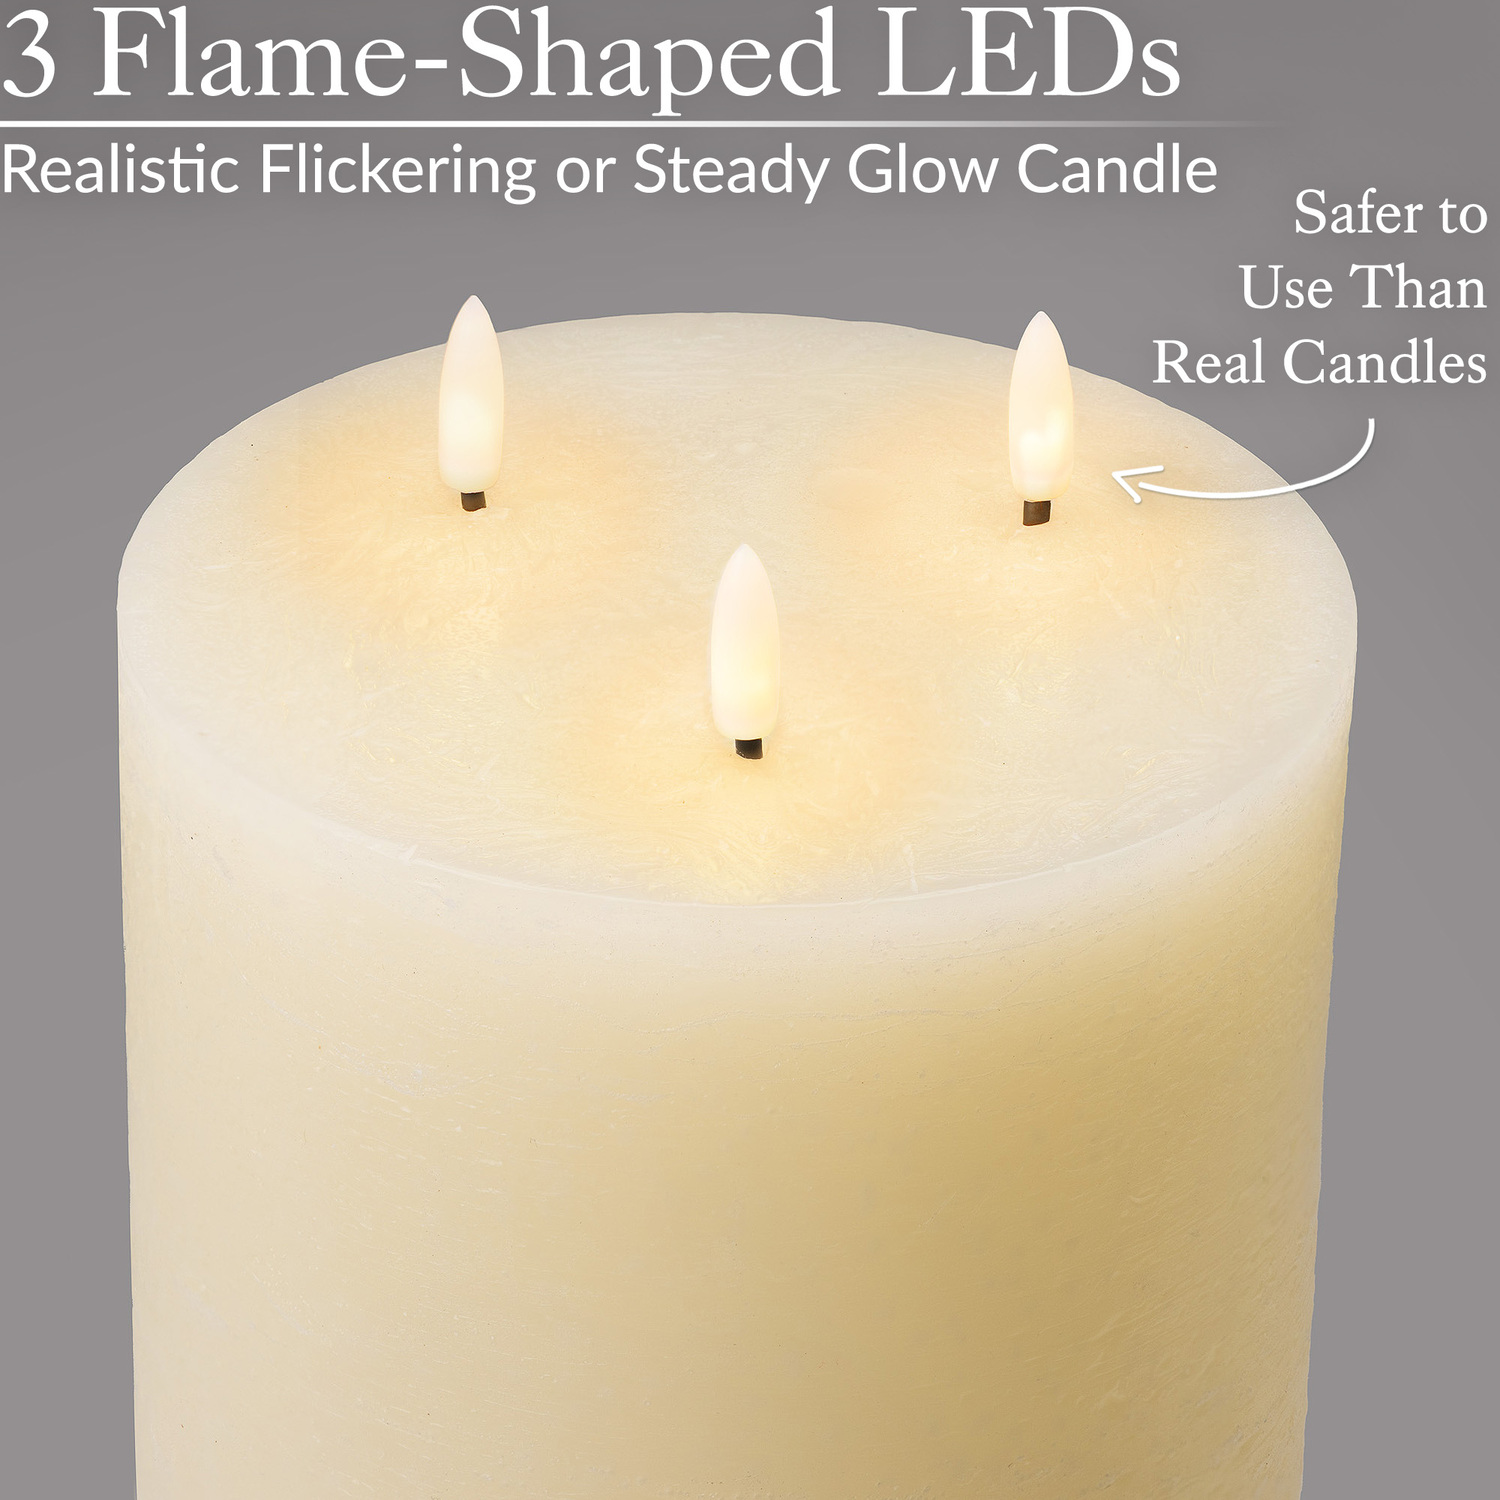 3 Flame-Shaped LEDs
Realistic Flickering or Steady Glow Candle
Safer to
Use Than
Real Candles